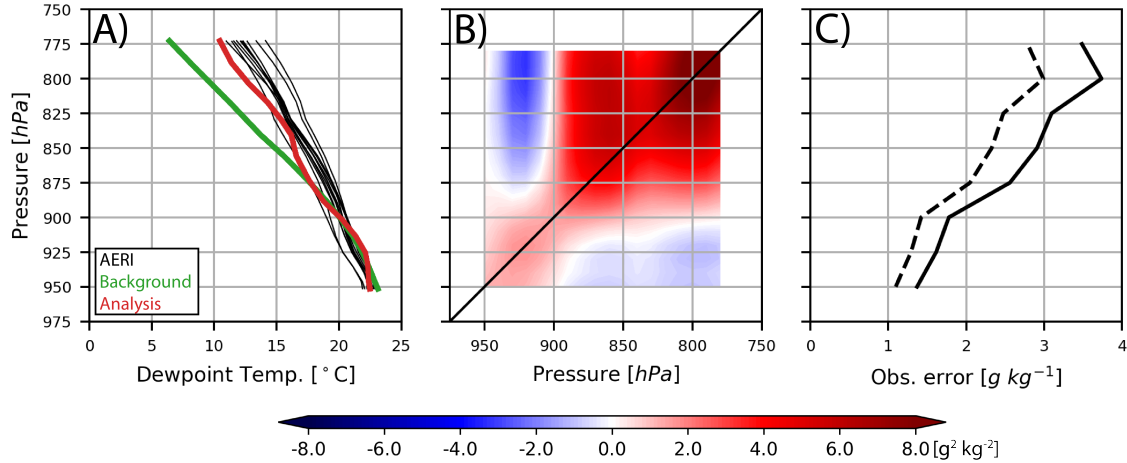 A)
B)
C)
750
775
800
825
850
875
900
925
950
975
Pressure [hPa]
AERI
Background
Analysis
0 5 10 15 20 25
950 900 850 800 750
0 1 2 3 4
Dewpoint Temp. [°C]
Pressure [hPa]
Obs. error [g kg⁻¹]
-8.0 -6.0 -4.0 -2.0 0.0 2.0 4.0 6.0 8.0 [g² kg⁻²]